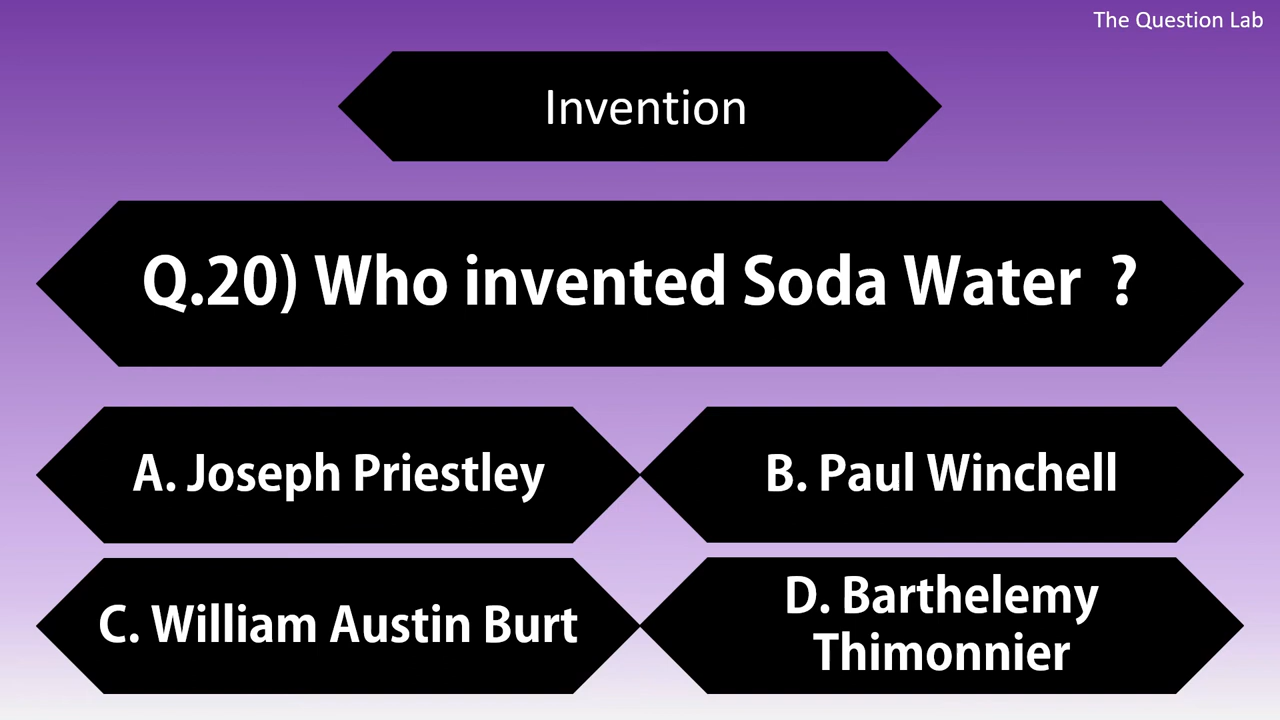 The Question Lab
Invention
Q.20) Who invented Soda Water  ?
A. Joseph Priestley
B. Paul Winchell
C. William Austin Burt
D. Barthelemy
Thimonnier